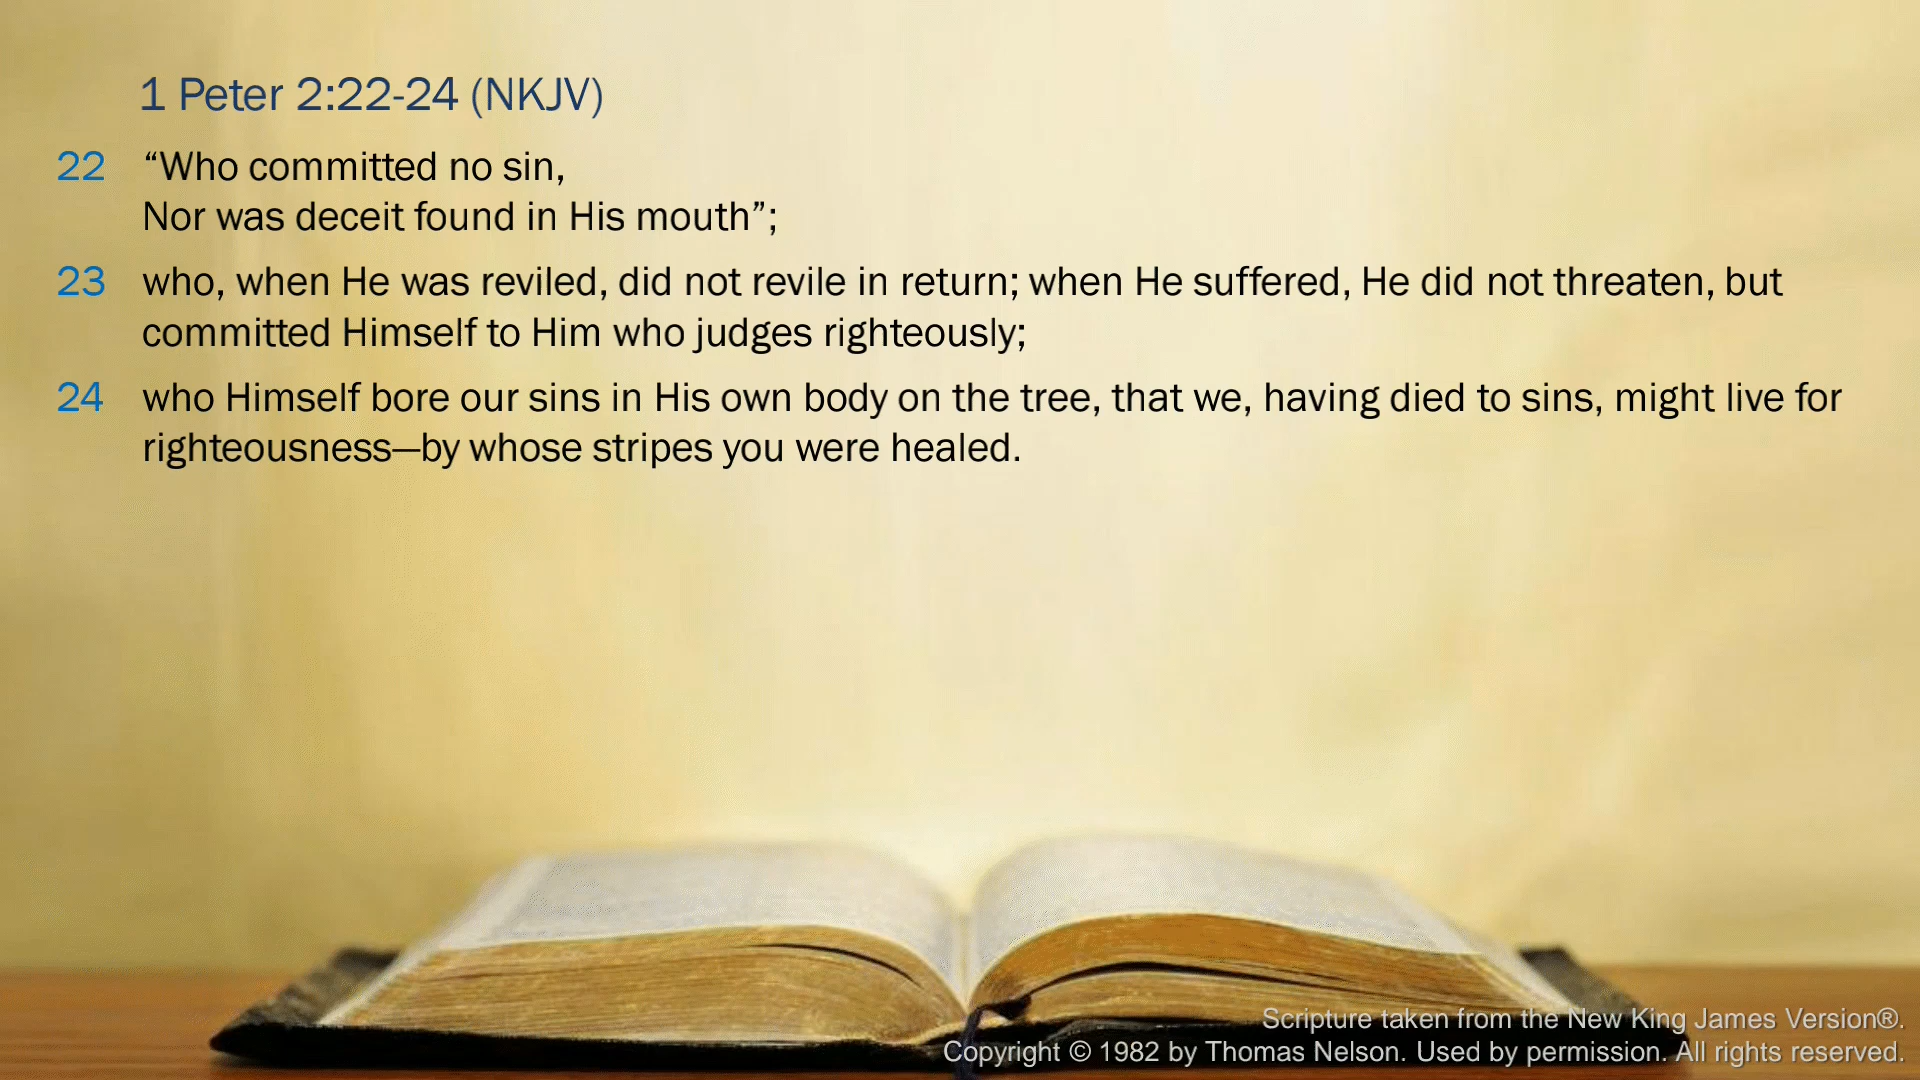 1 Peter 2:22-24 (NKJV)
22 “Who committed no sin,
Nor was deceit found in His mouth”;
23 who, when He was reviled, did not revile in return; when He suffered, He did not threaten, but
committed Himself to Him who judges righteously;
24 who Himself bore our sins in His own body on the tree, that we, having died to sins, might live for
righteousness—by whose stripes you were healed.
Scripture taken from the New King James Version®.
Copyright © 1982 by Thomas Nelson. Used by permission. All rights reserved.